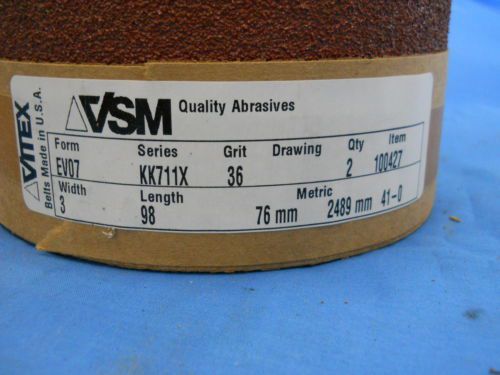 VITEX
Belts Made in U.S.A.
VSM Quality Abrasives
Form Series Grit Drawing Qty Item
EV07 KK711X 36 2 100427
Width Length Metric
3 98 76 mm 2489 mm 41-0